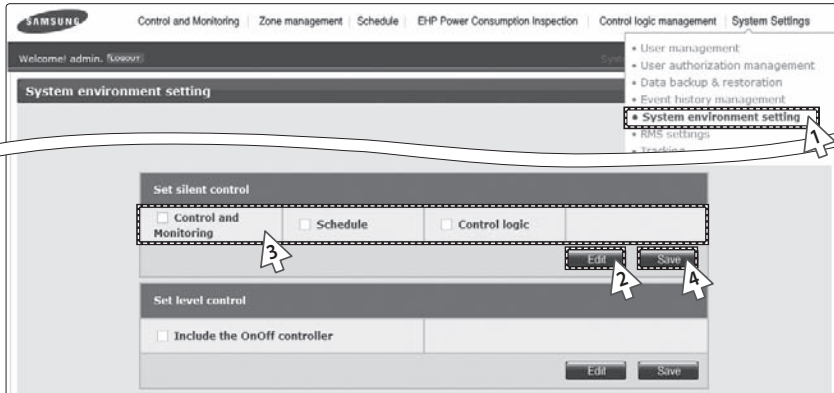 SAMSUNG Control and Monitoring Zone management Schedule EHP Power Consumption Inspection Control logic management System Settings
Welcome! admin. LOGOUT
• User management
• User authorization management
• Data backup & restoration
• Event history management
• System environment setting
• RMS settings
• Tracking
System environment setting
1
Set silent control
Control and Monitoring Schedule Control logic
3
Edit Save
2 4
Set level control
Include the OnOff controller
Edit Save